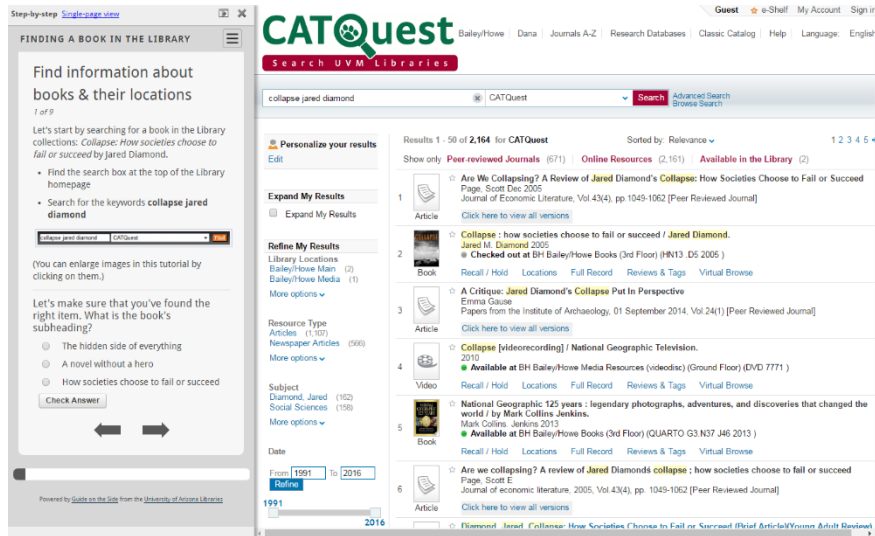 Step-by-step Single-page view
FINDING A BOOK IN THE LIBRARY
Find information about
books & their locations
1 of 9
Let's start by searching for a book in the Library
collections: Collapse: How societies choose to
fail or succeed by Jared Diamond.
• Find the search box at the top of the Library
homepage
• Search for the keywords collapse jared
diamond
collapse jared diamond CATQuest Find
(You can enlarge images in this tutorial by
clicking on them.)
Let's make sure that you've found the
right item. What is the book's
subheading?
The hidden side of everything
A novel without a hero
How societies choose to fail or succeed
Check Answer
Powered by Guide on the Side from the University of Arizona Libraries
Guest e-Shelf My Account Sign in
CATQuest
Search UVM Libraries
Bailey/Howe Dana Journals A-Z Research Databases Classic Catalog Help Language: English
collapse jared diamond CATQuest Search Advanced Search
Browse Search
Personalize your results
Edit
Expand My Results
Expand My Results
Refine My Results
Library Locations
Bailey/Howe Main (2)
Bailey/Howe Media (1)
More options
Resource Type
Articles (1,107)
Newspaper Articles (566)
More options
Subject
Diamond, Jared (162)
Social Sciences (158)
More options
Date
From 1991 To 2016
Refine
1991
2016
Results 1 - 50 of 2,164 for CATQuest Sorted by: Relevance 1 2 3 4 5
Show only Peer-reviewed Journals (671) Online Resources (2,161) Available in the Library (2)
1
Article
Are We Collapsing? A Review of Jared Diamond's Collapse: How Societies Choose to Fail or Succeed
Page, Scott Dec 2005
Journal of Economic Literature, Vol.43(4), pp.1049-1062 [Peer Reviewed Journal]
Click here to view all versions
2
Book
Collapse : how societies choose to fail or succeed / Jared Diamond.
Jared M. Diamond 2005
Checked out at BH Bailey/Howe Books (3rd Floor) (HN13 .D5 2005 )
Recall / Hold Locations Full Record Reviews & Tags Virtual Browse
3
Article
A Critique: Jared Diamond's Collapse Put In Perspective
Emma Gause
Papers from the Institute of Archaeology, 01 September 2014, Vol.24(1) [Peer Reviewed Journal]
Click here to view all versions
4
Video
Collapse [videorecording] / National Geographic Television.
2010
Available at BH Bailey/Howe Media Resources (videodisc) (Ground Floor) (DVD 7771 )
Recall / Hold Locations Full Record Reviews & Tags Virtual Browse
5
Book
National Geographic 125 years : legendary photographs, adventures, and discoveries that changed the
world / by Mark Collins Jenkins.
Mark Collins. Jenkins 2013
Available at BH Bailey/Howe Books (3rd Floor) (QUARTO G3.N37 J46 2013 )
Recall / Hold Locations Full Record Reviews & Tags Virtual Browse
6
Article
Are we collapsing? A review of Jared Diamonds collapse ; how societies choose to fail or succeed
Page, Scott E
Journal of economic literature, 2005, Vol.43(4), pp. 1049-1062 [Peer Reviewed Journal]
Click here to view all versions
Diamond, Jared. Collapse: How Societies Choose to Fail or Succeed (Brief Article)(Young Adult Review)